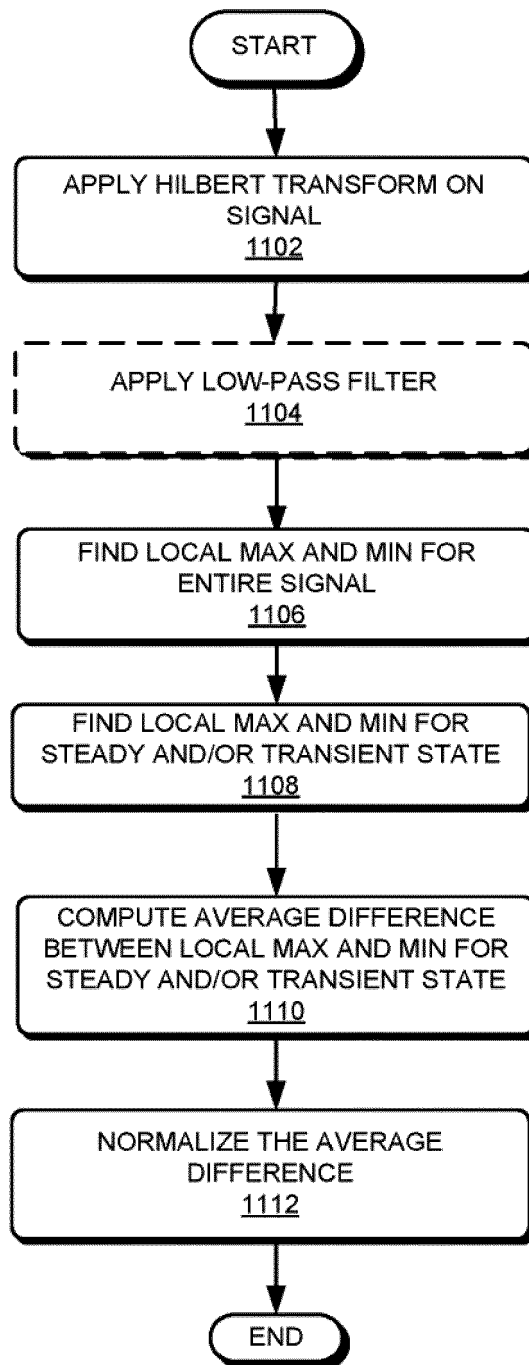 START
APPLY HILBERT TRANSFORM ON
SIGNAL
1102
APPLY LOW-PASS FILTER
1104
FIND LOCAL MAX AND MIN FOR
ENTIRE SIGNAL
1106
FIND LOCAL MAX AND MIN FOR
STEADY AND/OR TRANSIENT STATE
1108
COMPUTE AVERAGE DIFFERENCE
BETWEEN LOCAL MAX AND MIN FOR
STEADY AND/OR TRANSIENT STATE
1110
NORMALIZE THE AVERAGE
DIFFERENCE
1112
END